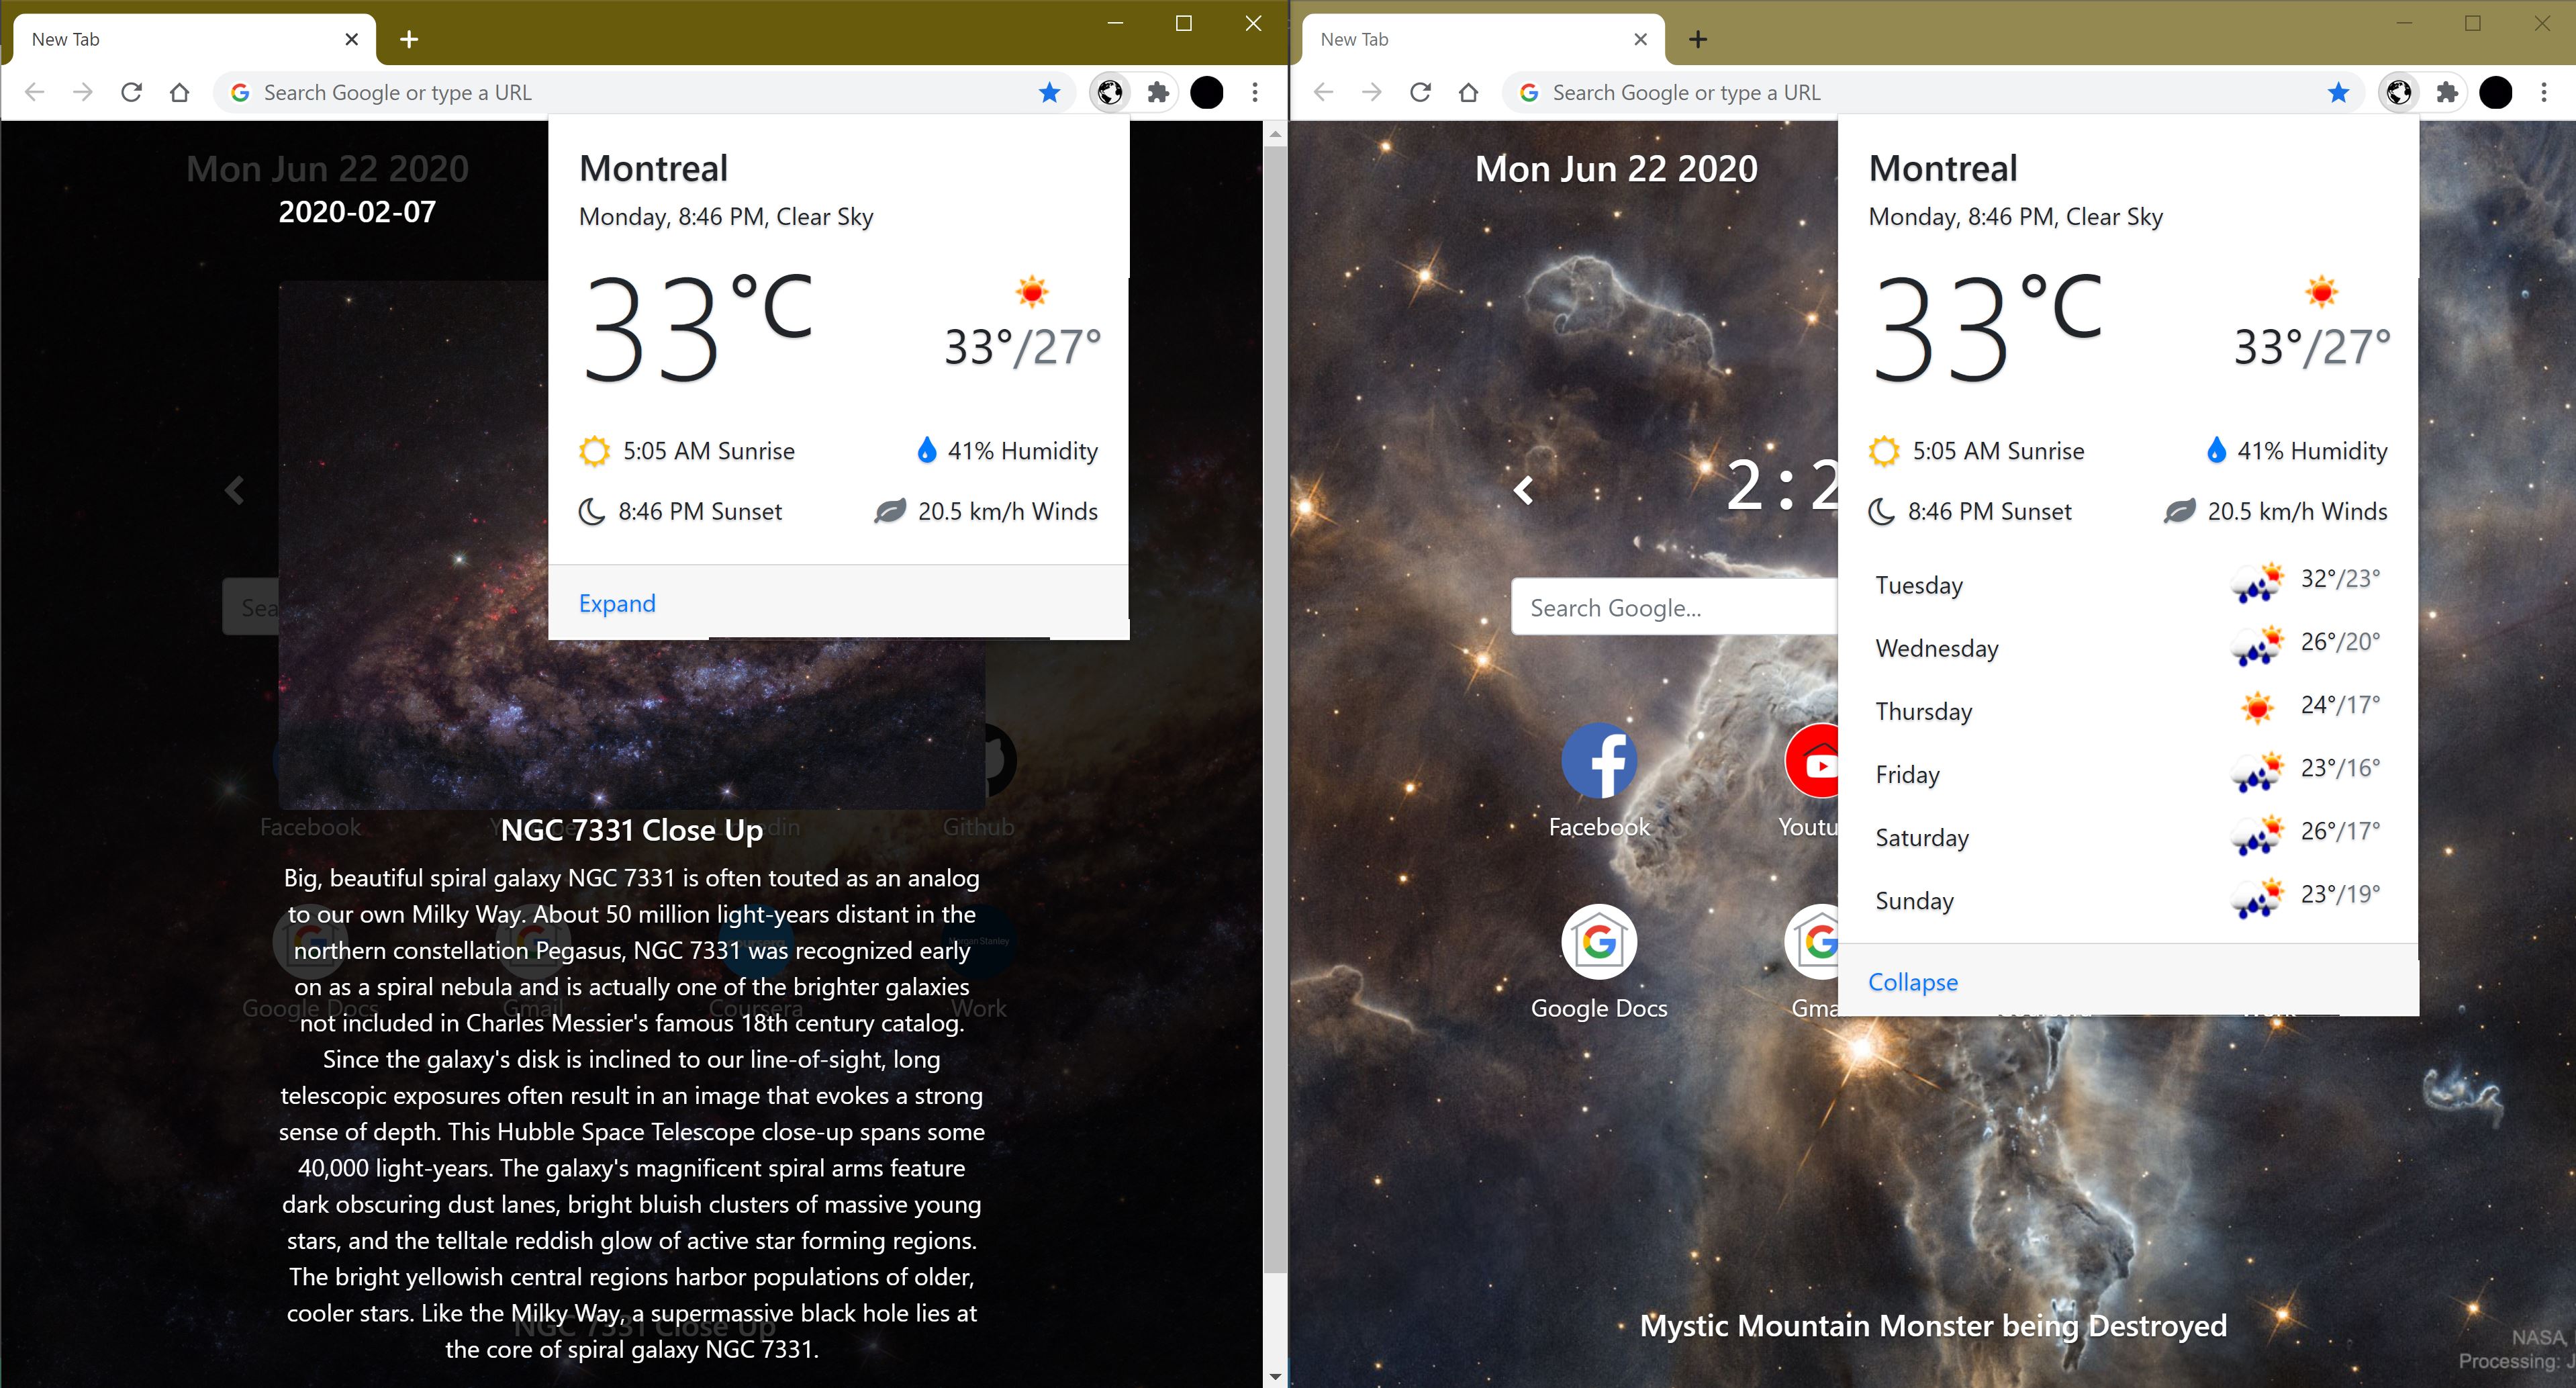 New Tab
Search Google or type a URL
Mon Jun 22 2020
2020-02-07
Montreal
Monday, 8:46 PM, Clear Sky
33°C
33°/27°
5:05 AM Sunrise
41% Humidity
8:46 PM Sunset
20.5 km/h Winds
Expand
Sea
Facebook
Github
NGC 7331 Close Up
Big, beautiful spiral galaxy NGC 7331 is often touted as an analog
to our own Milky Way. About 50 million light-years distant in the
northern constellation Pegasus, NGC 7331 was recognized early
on as a spiral nebula and is actually one of the brighter galaxies
not included in Charles Messier's famous 18th century catalog.
Since the galaxy's disk is inclined to our line-of-sight, long
telescopic exposures often result in an image that evokes a strong
sense of depth. This Hubble Space Telescope close-up spans some
40,000 light-years. The galaxy's magnificent spiral arms feature
dark obscuring dust lanes, bright bluish clusters of massive young
stars, and the telltale reddish glow of active star forming regions.
The bright yellowish central regions harbor populations of older,
cooler stars. Like the Milky Way, a supermassive black hole lies at
the core of spiral galaxy NGC 7331.
Morgan Stanley
Google Docs
Gmail
Coursera
Work
NGC 7331 Close Up
New Tab
Search Google or type a URL
Mon Jun 22 2020
2:2
Search Google...
Facebook
Youtu
Google Docs
Gma
Montreal
Monday, 8:46 PM, Clear Sky
33°C
33°/27°
5:05 AM Sunrise
41% Humidity
8:46 PM Sunset
20.5 km/h Winds
Tuesday 32°/23°
Wednesday 26°/20°
Thursday 24°/17°
Friday 23°/16°
Saturday 26°/17°
Sunday 23°/19°
Collapse
Mystic Mountain Monster being Destroyed
NASA,
Processing: J